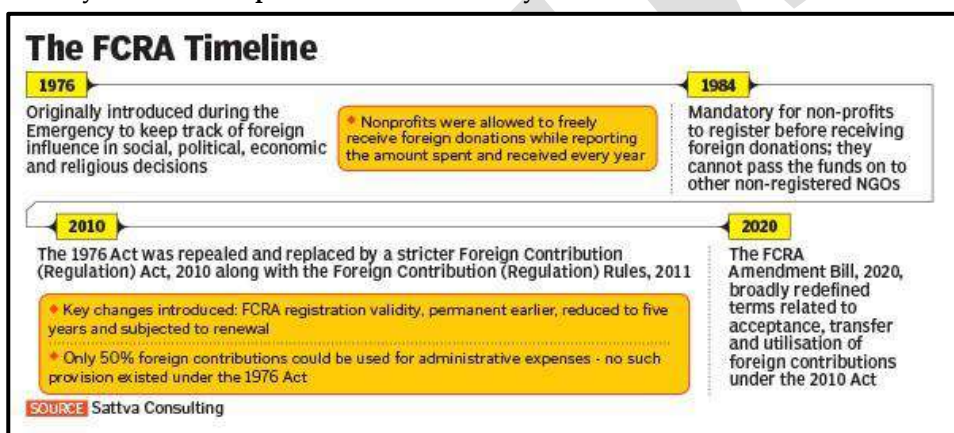 The FCRA Timeline
1976
Originally introduced during the
Emergency to keep track of foreign
influence in social, political, economic
and religious decisions
♦ Nonprofits were allowed to freely
receive foreign donations while reporting
the amount spent and received every year
1984
Mandatory for non-profits
to register before receiving
foreign donations; they
cannot pass the funds on to
other non-registered NGOs
2010
The 1976 Act was repealed and replaced by a stricter Foreign Contribution
(Regulation) Act, 2010 along with the Foreign Contribution (Regulation) Rules, 2011
♦ Key changes introduced: FCRA registration validity, permanent earlier, reduced to five
years and subjected to renewal
♦ Only 50% foreign contributions could be used for administrative expenses - no such
provision existed under the 1976 Act
2020
The FCRA
Amendment Bill, 2020,
broadly redefined
terms related to
acceptance, transfer
and utilisation of
foreign contributions
under the 2010 Act
SOURCE Sattva Consulting